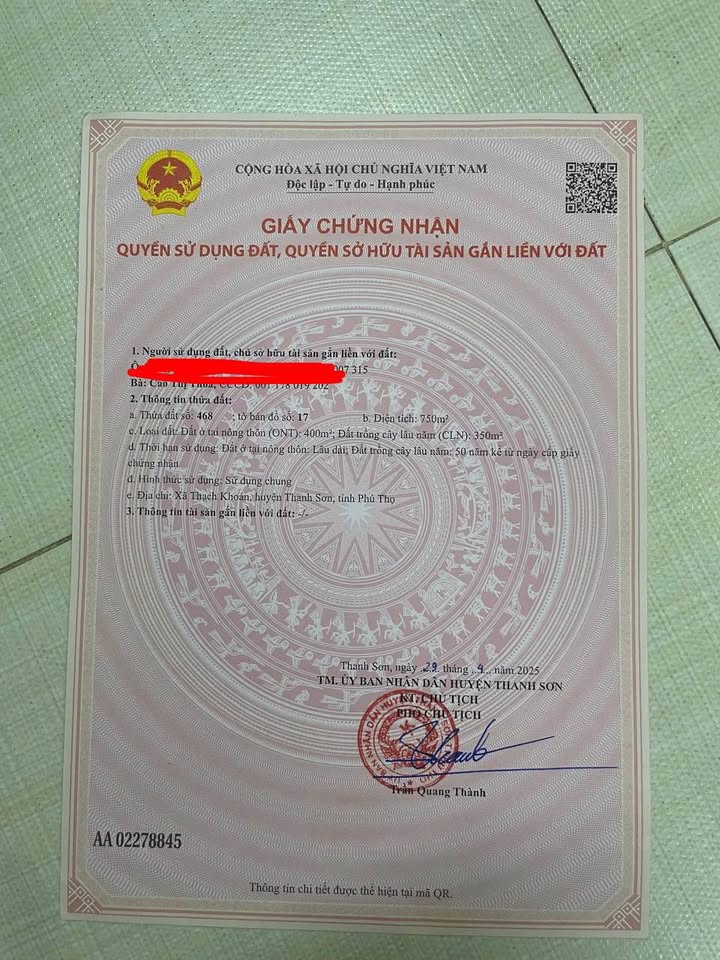 CỘNG HÒA XÃ HỘI CHỦ NGHĨA VIỆT NAM
Độc lập - Tự do - Hạnh phúc
GIẤY CHỨNG NHẬN
QUYỀN SỬ DỤNG ĐẤT, QUYỀN SỞ HỮU TÀI SẢN GẮN LIỀN VỚI ĐẤT
1. Người sử dụng đất, chủ sở hữu tài sản gắn liền với đất:
007 315
Bà: Cao Thị Thoa, CCCD: 001 178 019 202
2. Thông tin thửa đất:
a. Thửa đất số: 468 ; tờ bản đồ số: 17 b. Diện tích: 750m²
c. Loại đất: Đất ở tại nông thôn (ONT): 400m²; Đất trồng cây lâu năm (CLN): 350m²
d. Thời hạn sử dụng: Đất ở tại nông thôn: Lâu dài; Đất trồng cây lâu năm: 50 năm kể từ ngày cấp giấy
chứng nhận
đ. Hình thức sử dụng: Sử dụng chung
e. Địa chỉ: Xã Thạch Khoán, huyện Thanh Sơn, tỉnh Phú Thọ
3. Thông tin tài sản gắn liền với đất: -/-
Thanh Sơn, ngày 29 tháng 4 năm 2025
TM. ỦY BAN NHÂN DÂN HUYỆN THANH SƠN
KT. CHỦ TỊCH
PHÓ CHỦ TỊCH
Trần Quang Thành
AA 02278845
Thông tin chi tiết được thể hiện tại mã QR.